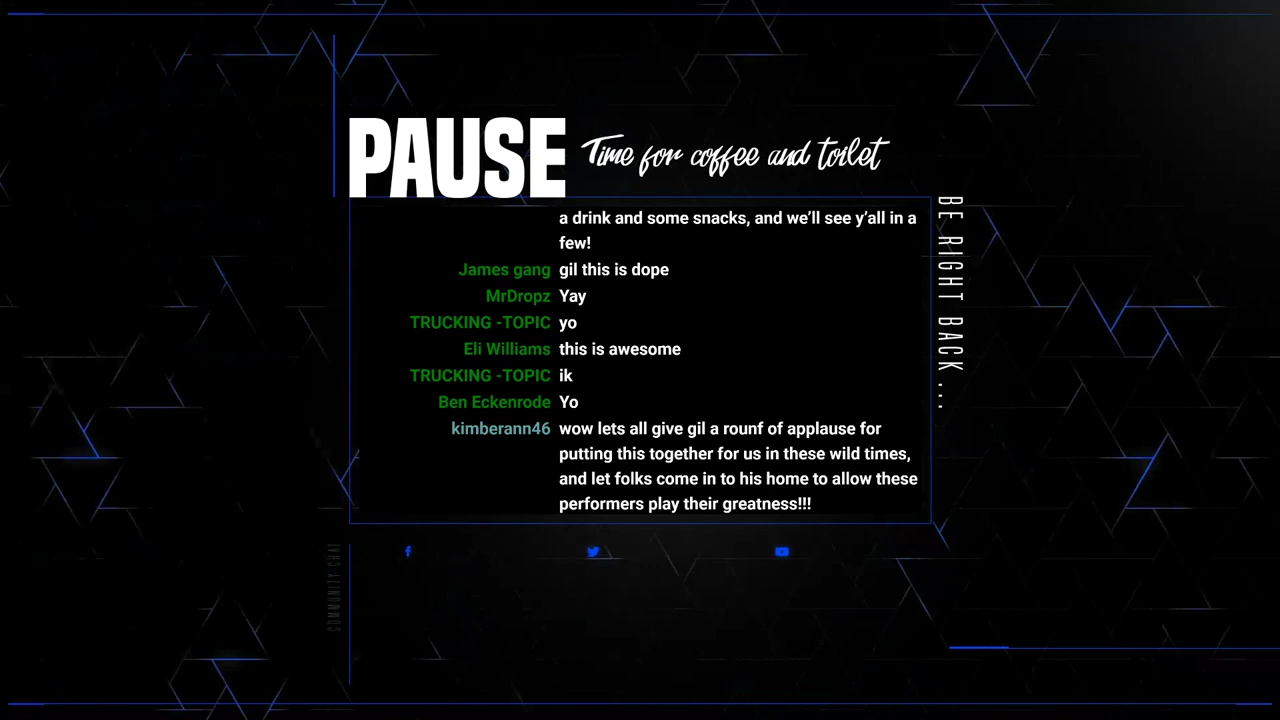 PAUSE Time for coffee and toilet
a drink and some snacks, and we'll see y'all in a
few!
James gang gil this is dope
MrDropz Yay
TRUCKING -TOPIC yo
Eli Williams this is awesome
TRUCKING -TOPIC ik
Ben Eckenrode Yo
kimberann46 wow lets all give gil a rounf of applause for
putting this together for us in these wild times,
and let folks come in to his home to allow these
performers play their greatness!!!
BE RIGHT BACK ...
COMMUNITY CHAT